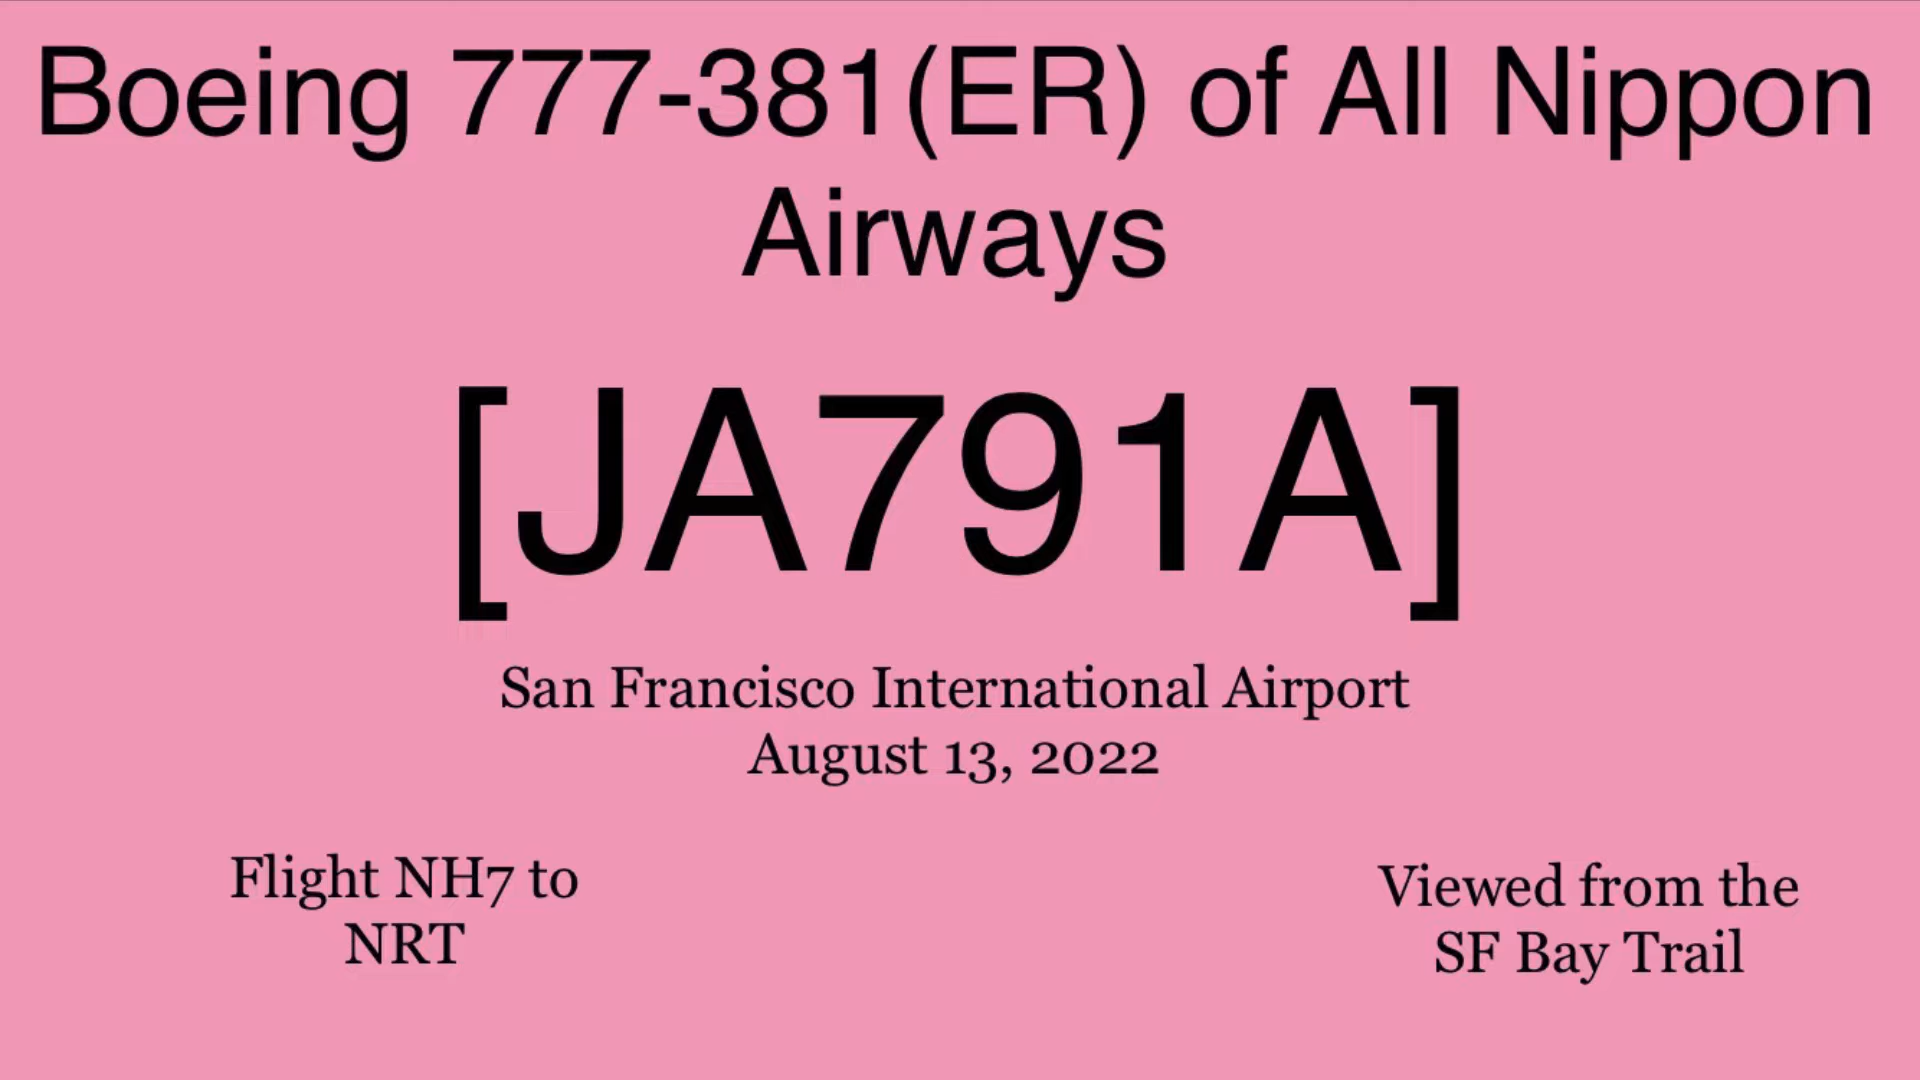 Boeing 777-381(ER) of All Nippon
Airways
[JA791A]
San Francisco International Airport
August 13, 2022
Flight NH7 to
NRT
Viewed from the
SF Bay Trail